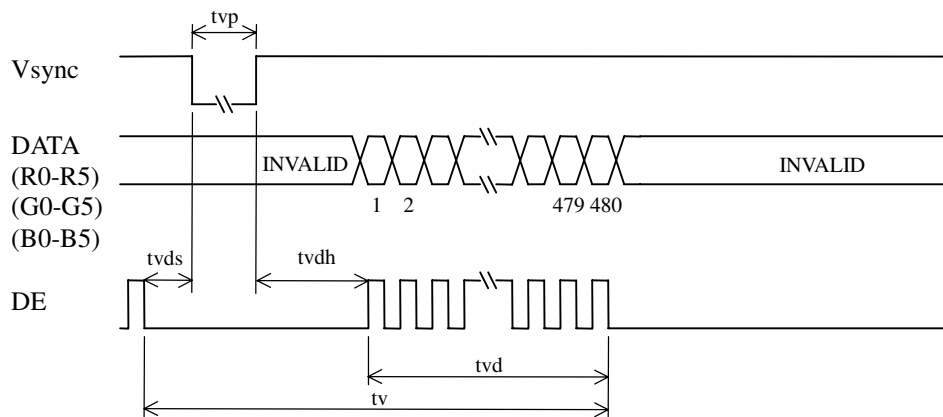 tvp
Vsync
DATA
(R0-R5)
(G0-G5)
(B0-B5)
INVALID
INVALID
1 2 479 480
tvds
tvdh
DE
tvd
tv